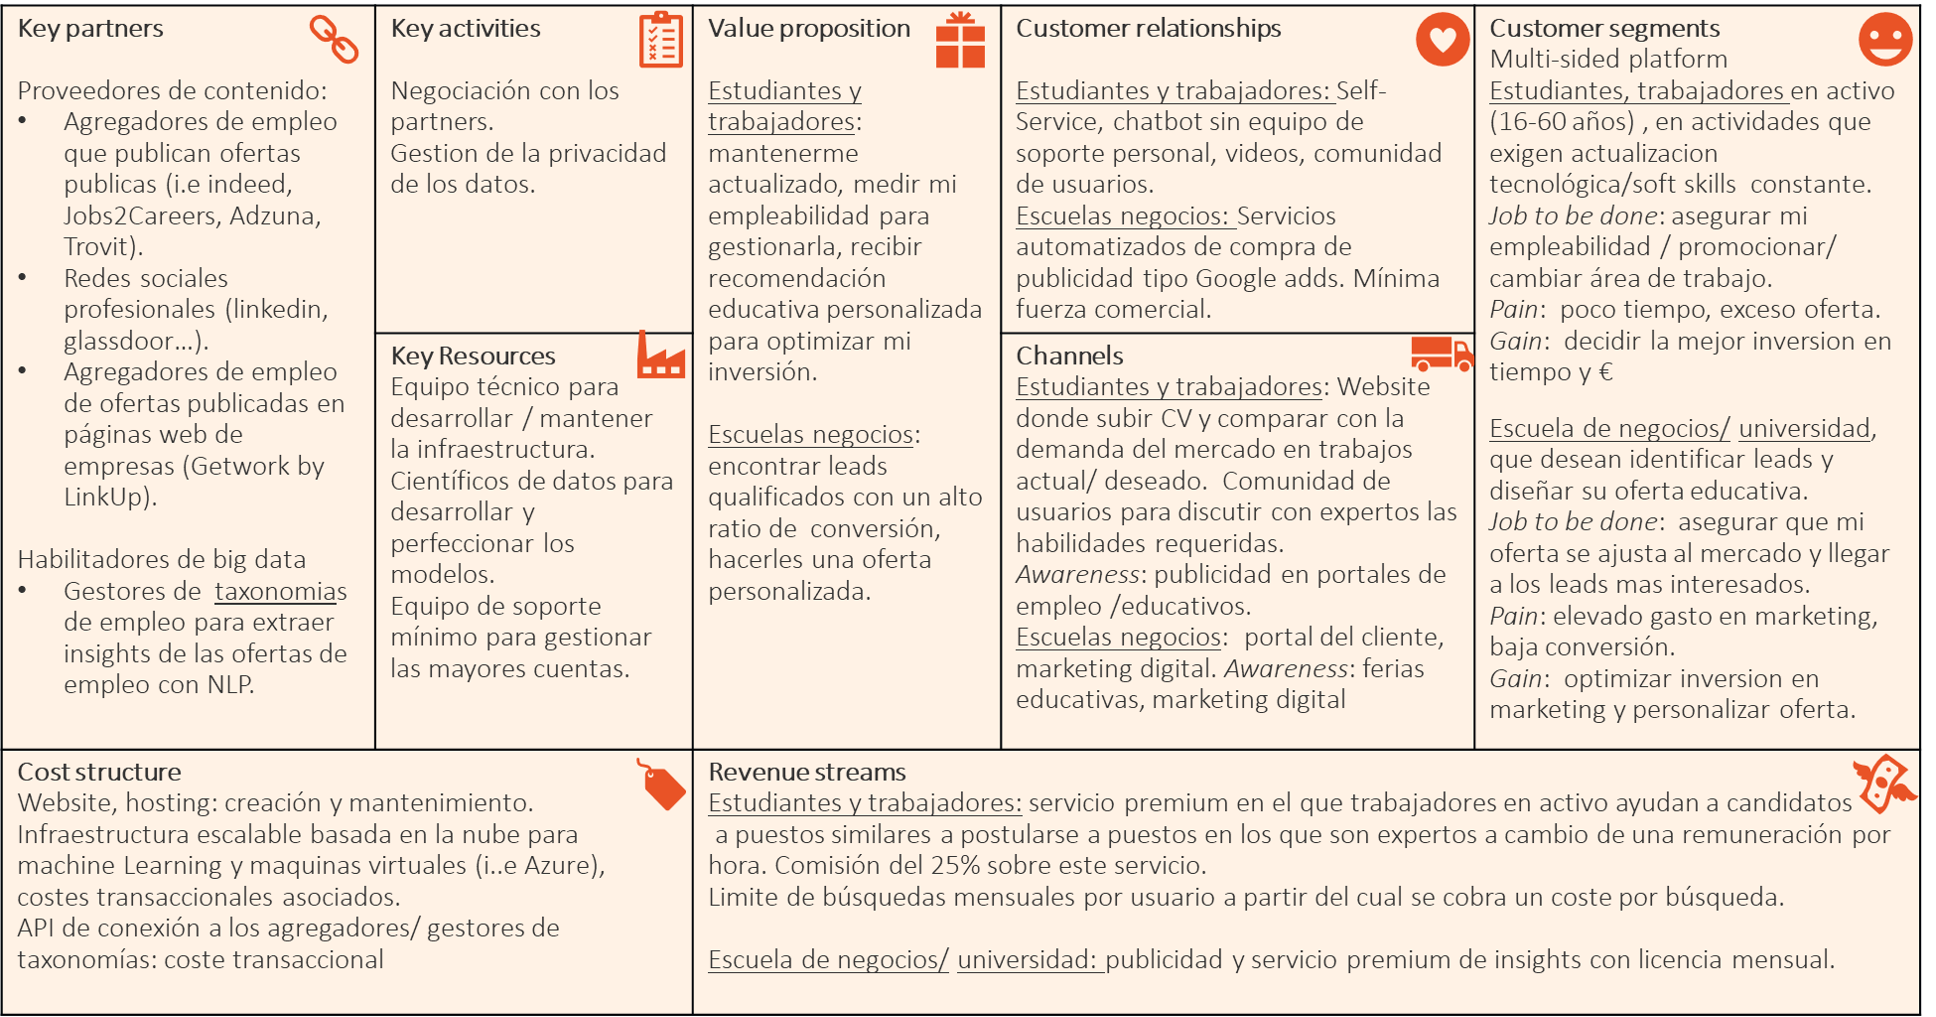 Key partners
Proveedores de contenido:
• Agregadores de empleo
que publican ofertas
publicas (i.e indeed,
Jobs2Careers, Adzuna,
Trovit).
• Redes sociales
profesionales (linkedin,
glassdoor...).
• Agregadores de empleo
de ofertas publicadas en
páginas web de
empresas (Getwork by
LinkUp).
Habilitadores de big data
• Gestores de taxonomias
de empleo para extraer
insights de las ofertas de
empleo con NLP.
Key activities
Negociación con los
partners.
Gestion de la privacidad
de los datos.
Key Resources
Equipo técnico para
desarrollar / mantener
la infraestructura.
Científicos de datos para
desarrollar y
perfeccionar los
modelos.
Equipo de soporte
mínimo para gestionar
las mayores cuentas.
Value proposition
Estudiantes y
trabajadores:
mantenerme
actualizado, medir mi
empleabilidad para
gestionarla, recibir
recomendación
educativa personalizada
para optimizar mi
inversión.
Escuelas negocios:
encontrar leads
qualificados con un alto
ratio de conversión,
hacerles una oferta
personalizada.
Customer relationships
Estudiantes y trabajadores: Self-
Service, chatbot sin equipo de
soporte personal, videos, comunidad
de usuarios.
Escuelas negocios: Servicios
automatizados de compra de
publicidad tipo Google adds. Mínima
fuerza comercial.
Channels
Estudiantes y trabajadores: Website
donde subir CV y comparar con la
demanda del mercado en trabajos
actual/ deseado. Comunidad de
usuarios para discutir con expertos las
habilidades requeridas.
Awareness: publicidad en portales de
empleo /educativos.
Escuelas negocios: portal del cliente,
marketing digital. Awareness: ferias
educativas, marketing digital
Customer segments
Multi-sided platform
Estudiantes, trabajadores en activo
(16-60 años) , en actividades que
exigen actualizacion
tecnológica/soft skills constante.
Job to be done: asegurar mi
empleabilidad / promocionar/
cambiar área de trabajo.
Pain: poco tiempo, exceso oferta.
Gain: decidir la mejor inversion en
tiempo y €
Escuela de negocios/ universidad,
que desean identificar leads y
diseñar su oferta educativa.
Job to be done: asegurar que mi
oferta se ajusta al mercado y llegar
a los leads mas interesados.
Pain: elevado gasto en marketing,
baja conversión.
Gain: optimizar inversion en
marketing y personalizar oferta.
Cost structure
Website, hosting: creación y mantenimiento.
Infraestructura escalable basada en la nube para
machine Learning y maquinas virtuales (i..e Azure),
costes transaccionales asociados.
API de conexión a los agregadores/ gestores de
taxonomías: coste transaccional
Revenue streams
Estudiantes y trabajadores: servicio premium en el que trabajadores en activo ayudan a candidatos
a puestos similares a postularse a puestos en los que son expertos a cambio de una remuneración por
hora. Comisión del 25% sobre este servicio.
Limite de búsquedas mensuales por usuario a partir del cual se cobra un coste por búsqueda.
Escuela de negocios/ universidad: publicidad y servicio premium de insights con licencia mensual.